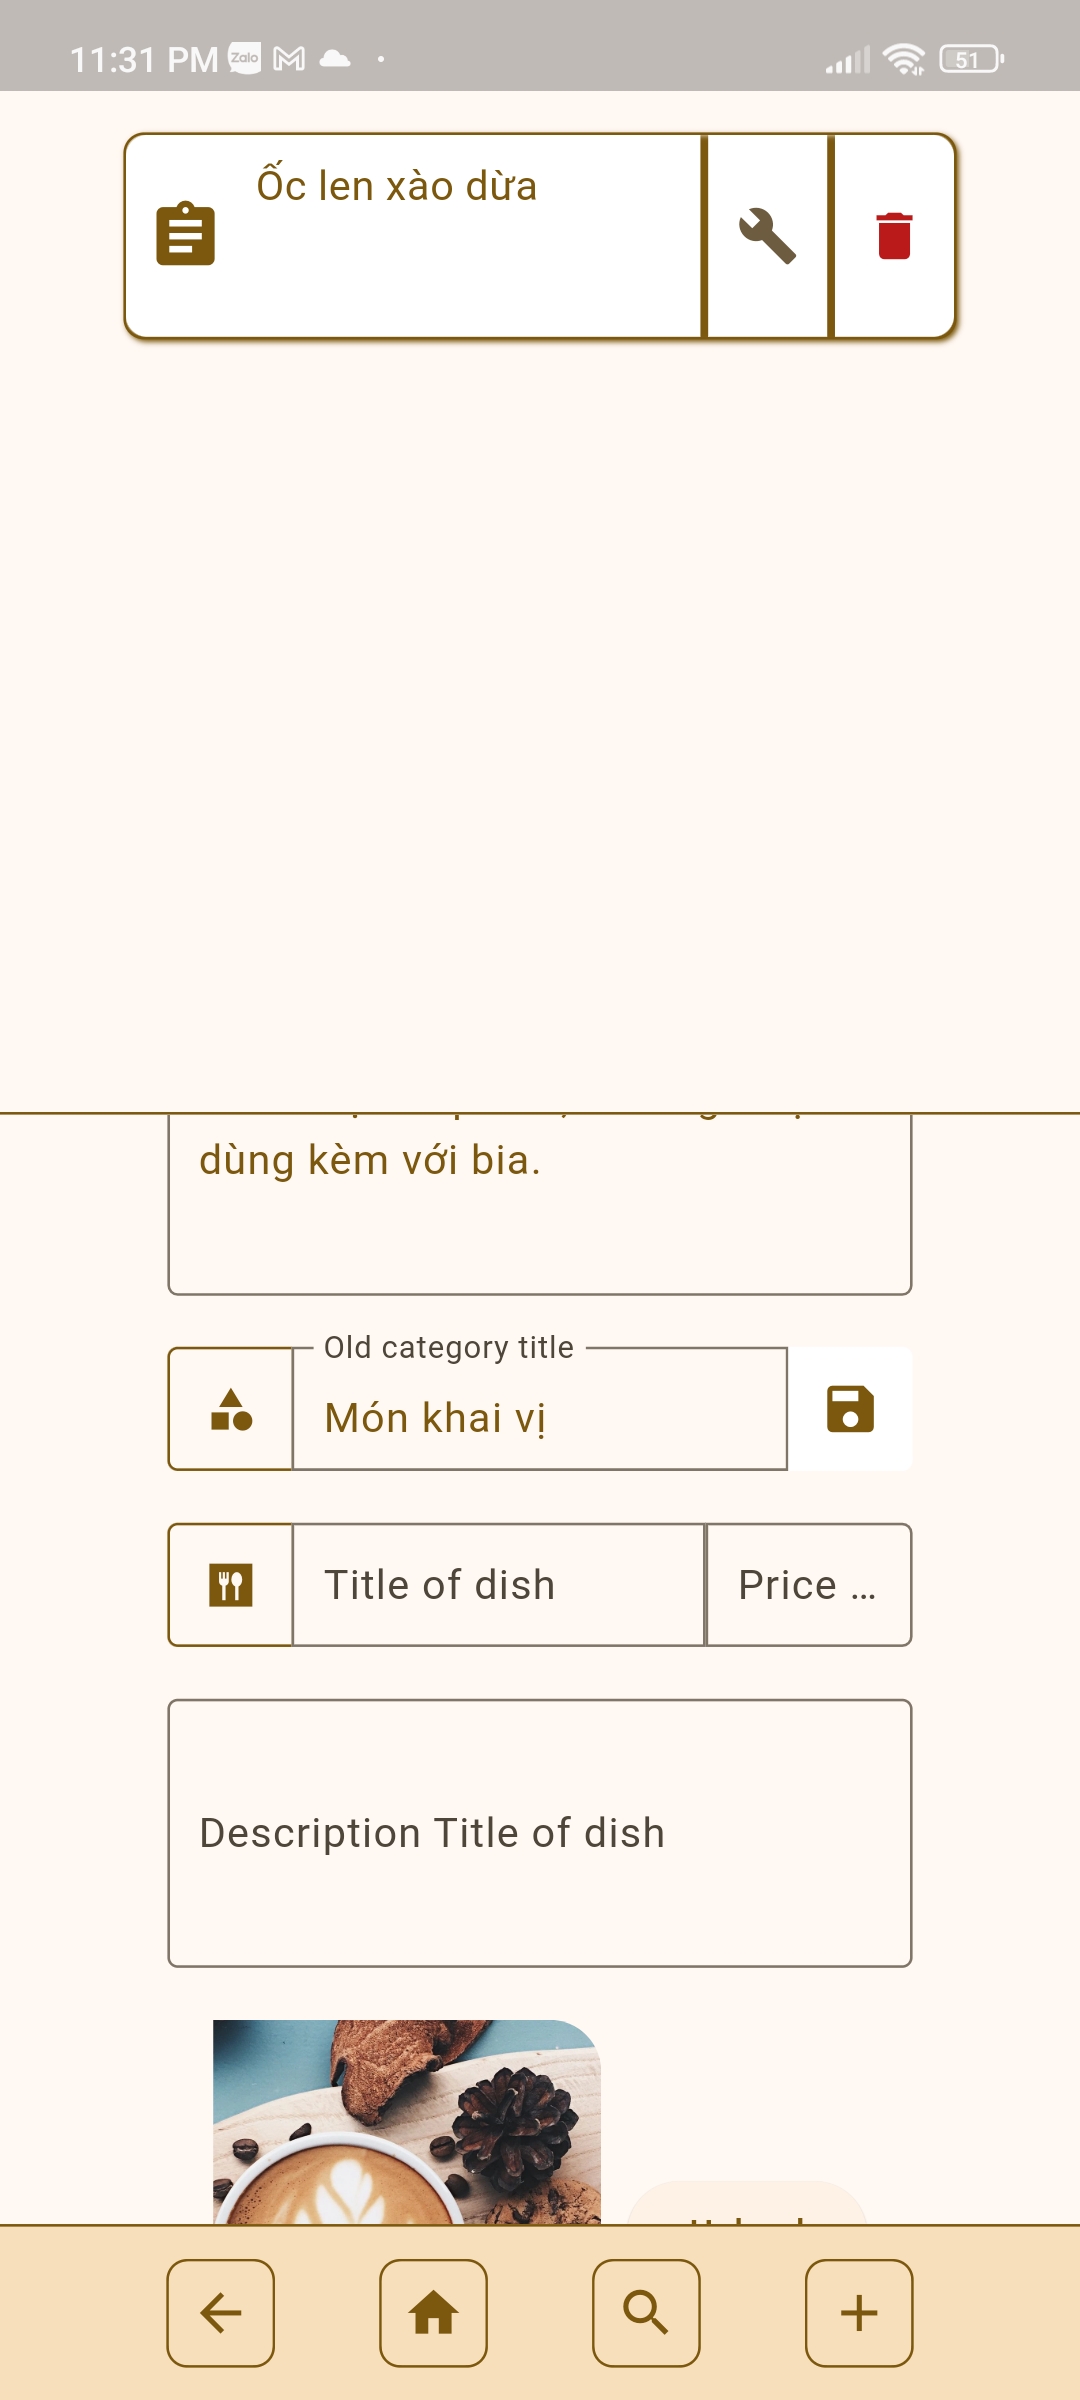 11:31 PM Zalo 51
Ốc len xào dừa
dùng kèm với bia.
Old category title
Món khai vị
Title of dish
Price ...
Description Title of dish